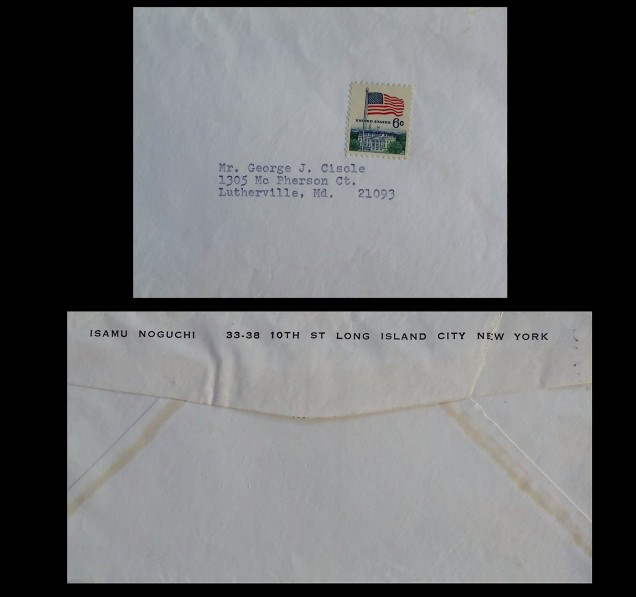 UNITED STATES 6c
Mr. George J. Cisle
1305 Mc Pherson Ct.
Lutherville, Md. 21093
ISAMU NOGUCHI 33-38 10TH ST LONG ISLAND CITY NEW YORK